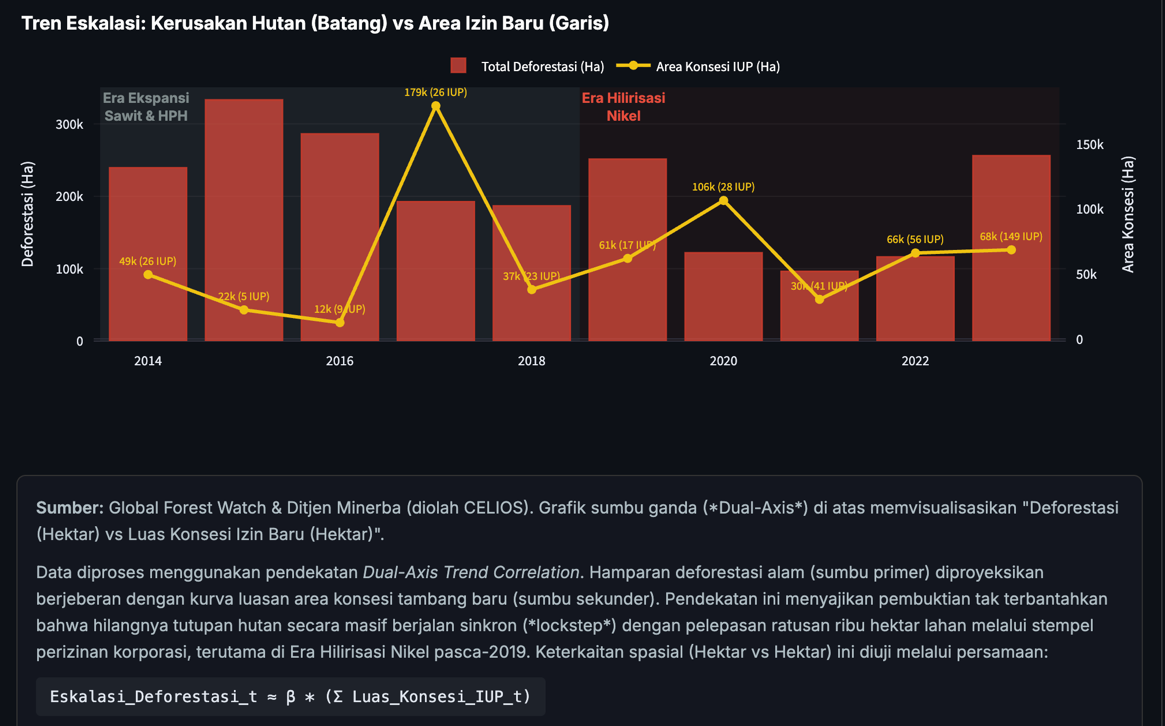 Tren Eskalasi: Kerusakan Hutan (Batang) vs Area Izin Baru (Garis)
Total Deforestasi (Ha)
Area Konsesi IUP (Ha)
Era Ekspansi
Sawit & HPH
Era Hilirisasi
Nikel
Deforestasi (Ha)
300k
200k
100k
0
49k (26 IUP)
22k (5 IUP)
12k (9 IUP)
179k (26 IUP)
37k (23 IUP)
61k (17 IUP)
106k (28 IUP)
30k (41 IUP)
66k (56 IUP)
68k (149 IUP)
150k
100k
50k
0
Area Konsesi (Ha)
2014
2016
2018
2020
2022
Sumber: Global Forest Watch & Ditjen Minerba (diolah CELIOS). Grafik sumbu ganda (*Dual-Axis*) di atas memvisualisasikan "Deforestasi
(Hektar) vs Luas Konsesi Izin Baru (Hektar)".
Data diproses menggunakan pendekatan Dual-Axis Trend Correlation. Hamparan deforestasi alam (sumbu primer) diproyeksikan
berjeberan dengan kurva luasan area konsesi tambang baru (sumbu sekunder). Pendekatan ini menyajikan pembuktian tak terbantahkan
bahwa hilangnya tutupan hutan secara masif berjalan sinkron (*lockstep*) dengan pelepasan ratusan ribu hektar lahan melalui stempel
perizinan korporasi, terutama di Era Hilirisasi Nikel pasca-2019. Keterkaitan spasial (Hektar vs Hektar) ini diuji melalui persamaan:
Eskalasi_Deforestasi_t ≈ β * (Σ Luas_Konsesi_IUP_t)